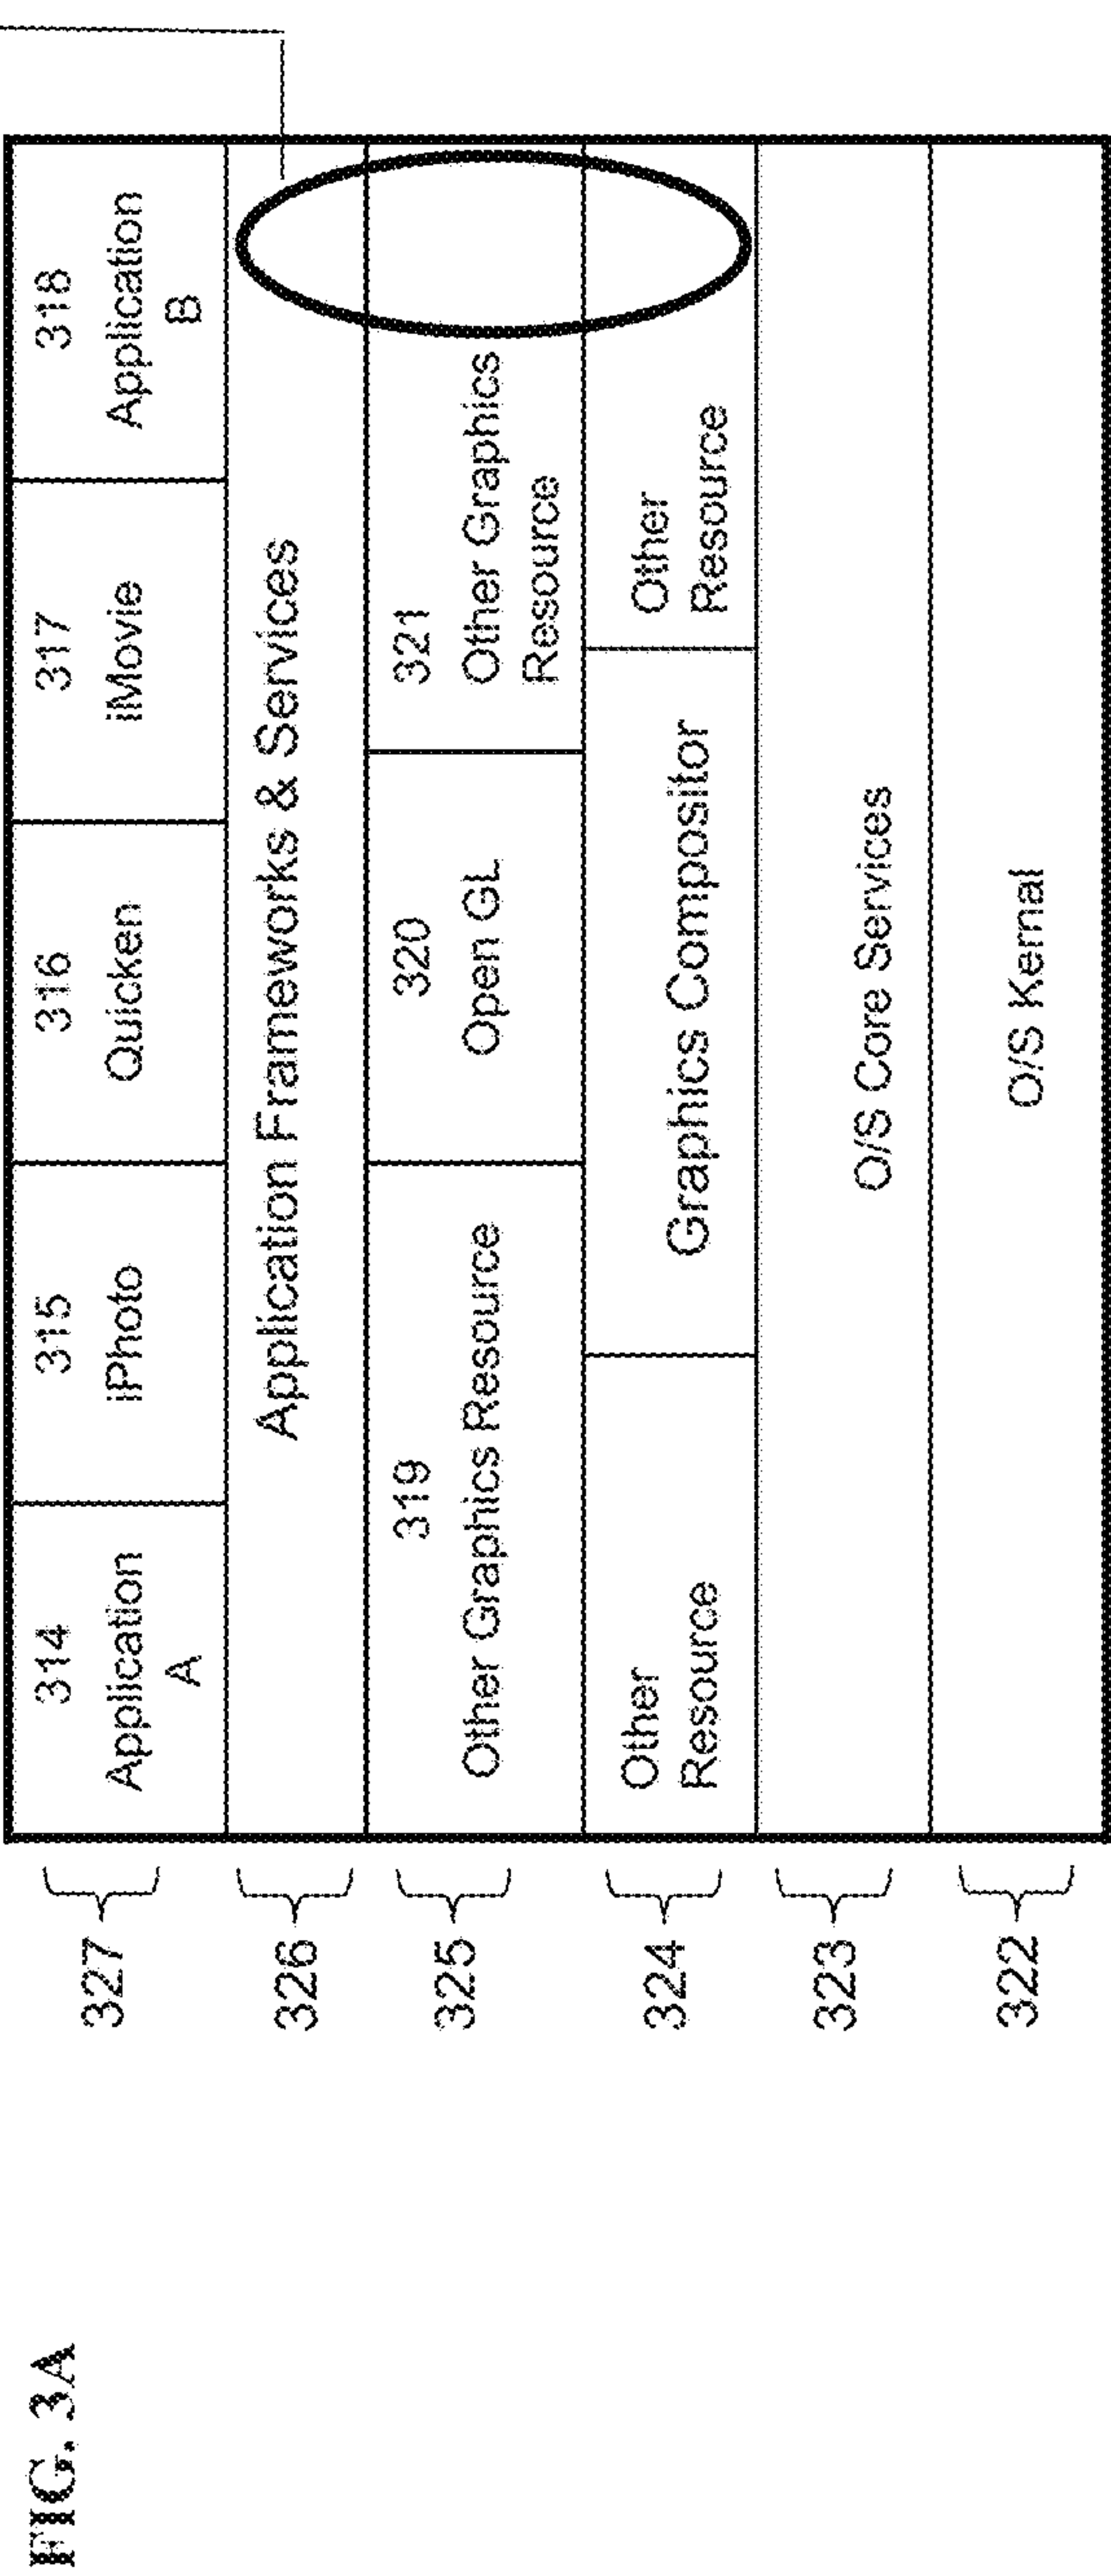 FIG. 3A
327
314
Application
A
315
iPhoto
316
Quicken
317
iMovie
318
Application
B
326
Application Frameworks & Services
325
319
Other Graphics Resource
320
Open GL
321
Other Graphics
Resource
324
Other
Resource
Graphics Compositor
Other
Resource
323
O/S Core Services
322
O/S Kernal